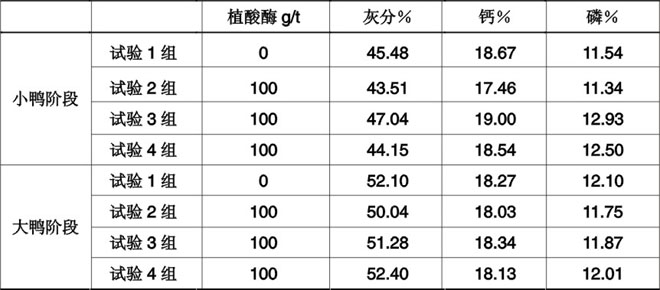 植酸酶 g/t 灰分% 钙% 磷%
小鸭阶段
试验 1 组 0 45.48 18.67 11.54
试验 2 组 100 43.51 17.46 11.34
试验 3 组 100 47.04 19.00 12.93
试验 4 组 100 44.15 18.54 12.50
大鸭阶段
试验 1 组 0 52.10 18.27 12.10
试验 2 组 100 50.04 18.03 11.75
试验 3 组 100 51.28 18.34 11.87
试验 4 组 100 52.40 18.13 12.01